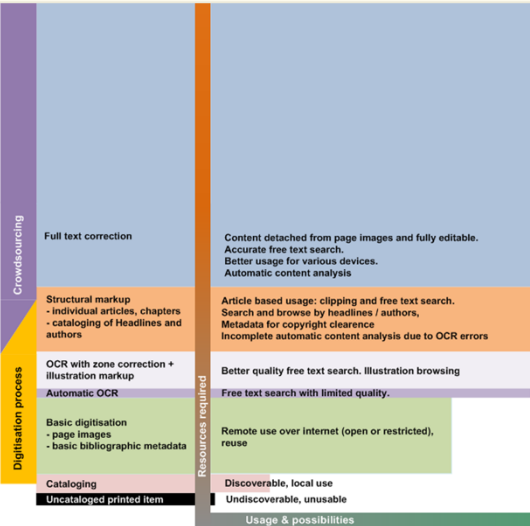 Crowdsourcing
Full text correction
Content detached from page images and fully editable.
Accurate free text search.
Better usage for various devices.
Automatic content analysis
Structural markup
- individual articles, chapters
- cataloging of Headlines and
authors
Article based usage: clipping and free text search.
Search and browse by headlines / authors,
Metadata for copyright clearence
Incomplete automatic content analysis due to OCR errors
Digitisation process
OCR with zone correction +
illustration markup
Better quality free text search. Illustration browsing
Automatic OCR
Free text search with limited quality.
Basic digitisation
- page images
- basic bibliographic metadata
Remote use over internet (open or restricted),
reuse
Resources required
Cataloging
Discoverable, local use
Uncataloged printed item
Undiscoverable, unusable
Usage & possibilities